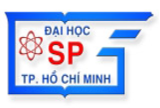 ĐẠI HỌC
SP
TP. HỒ CHÍ MINH